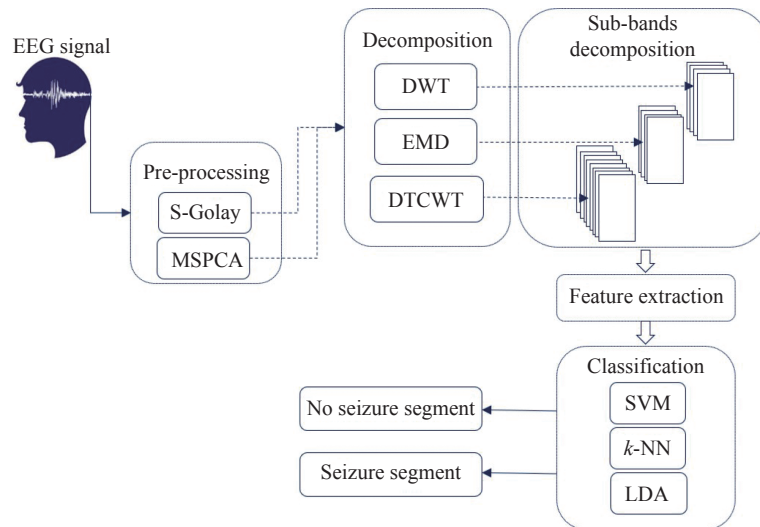 EEG signal
Pre-processing
S-Golay
MSPCA
Decomposition
DWT
EMD
DTCWT
Sub-bands
decomposition
Feature extraction
Classification
SVM
k-NN
LDA
No seizure segment
Seizure segment